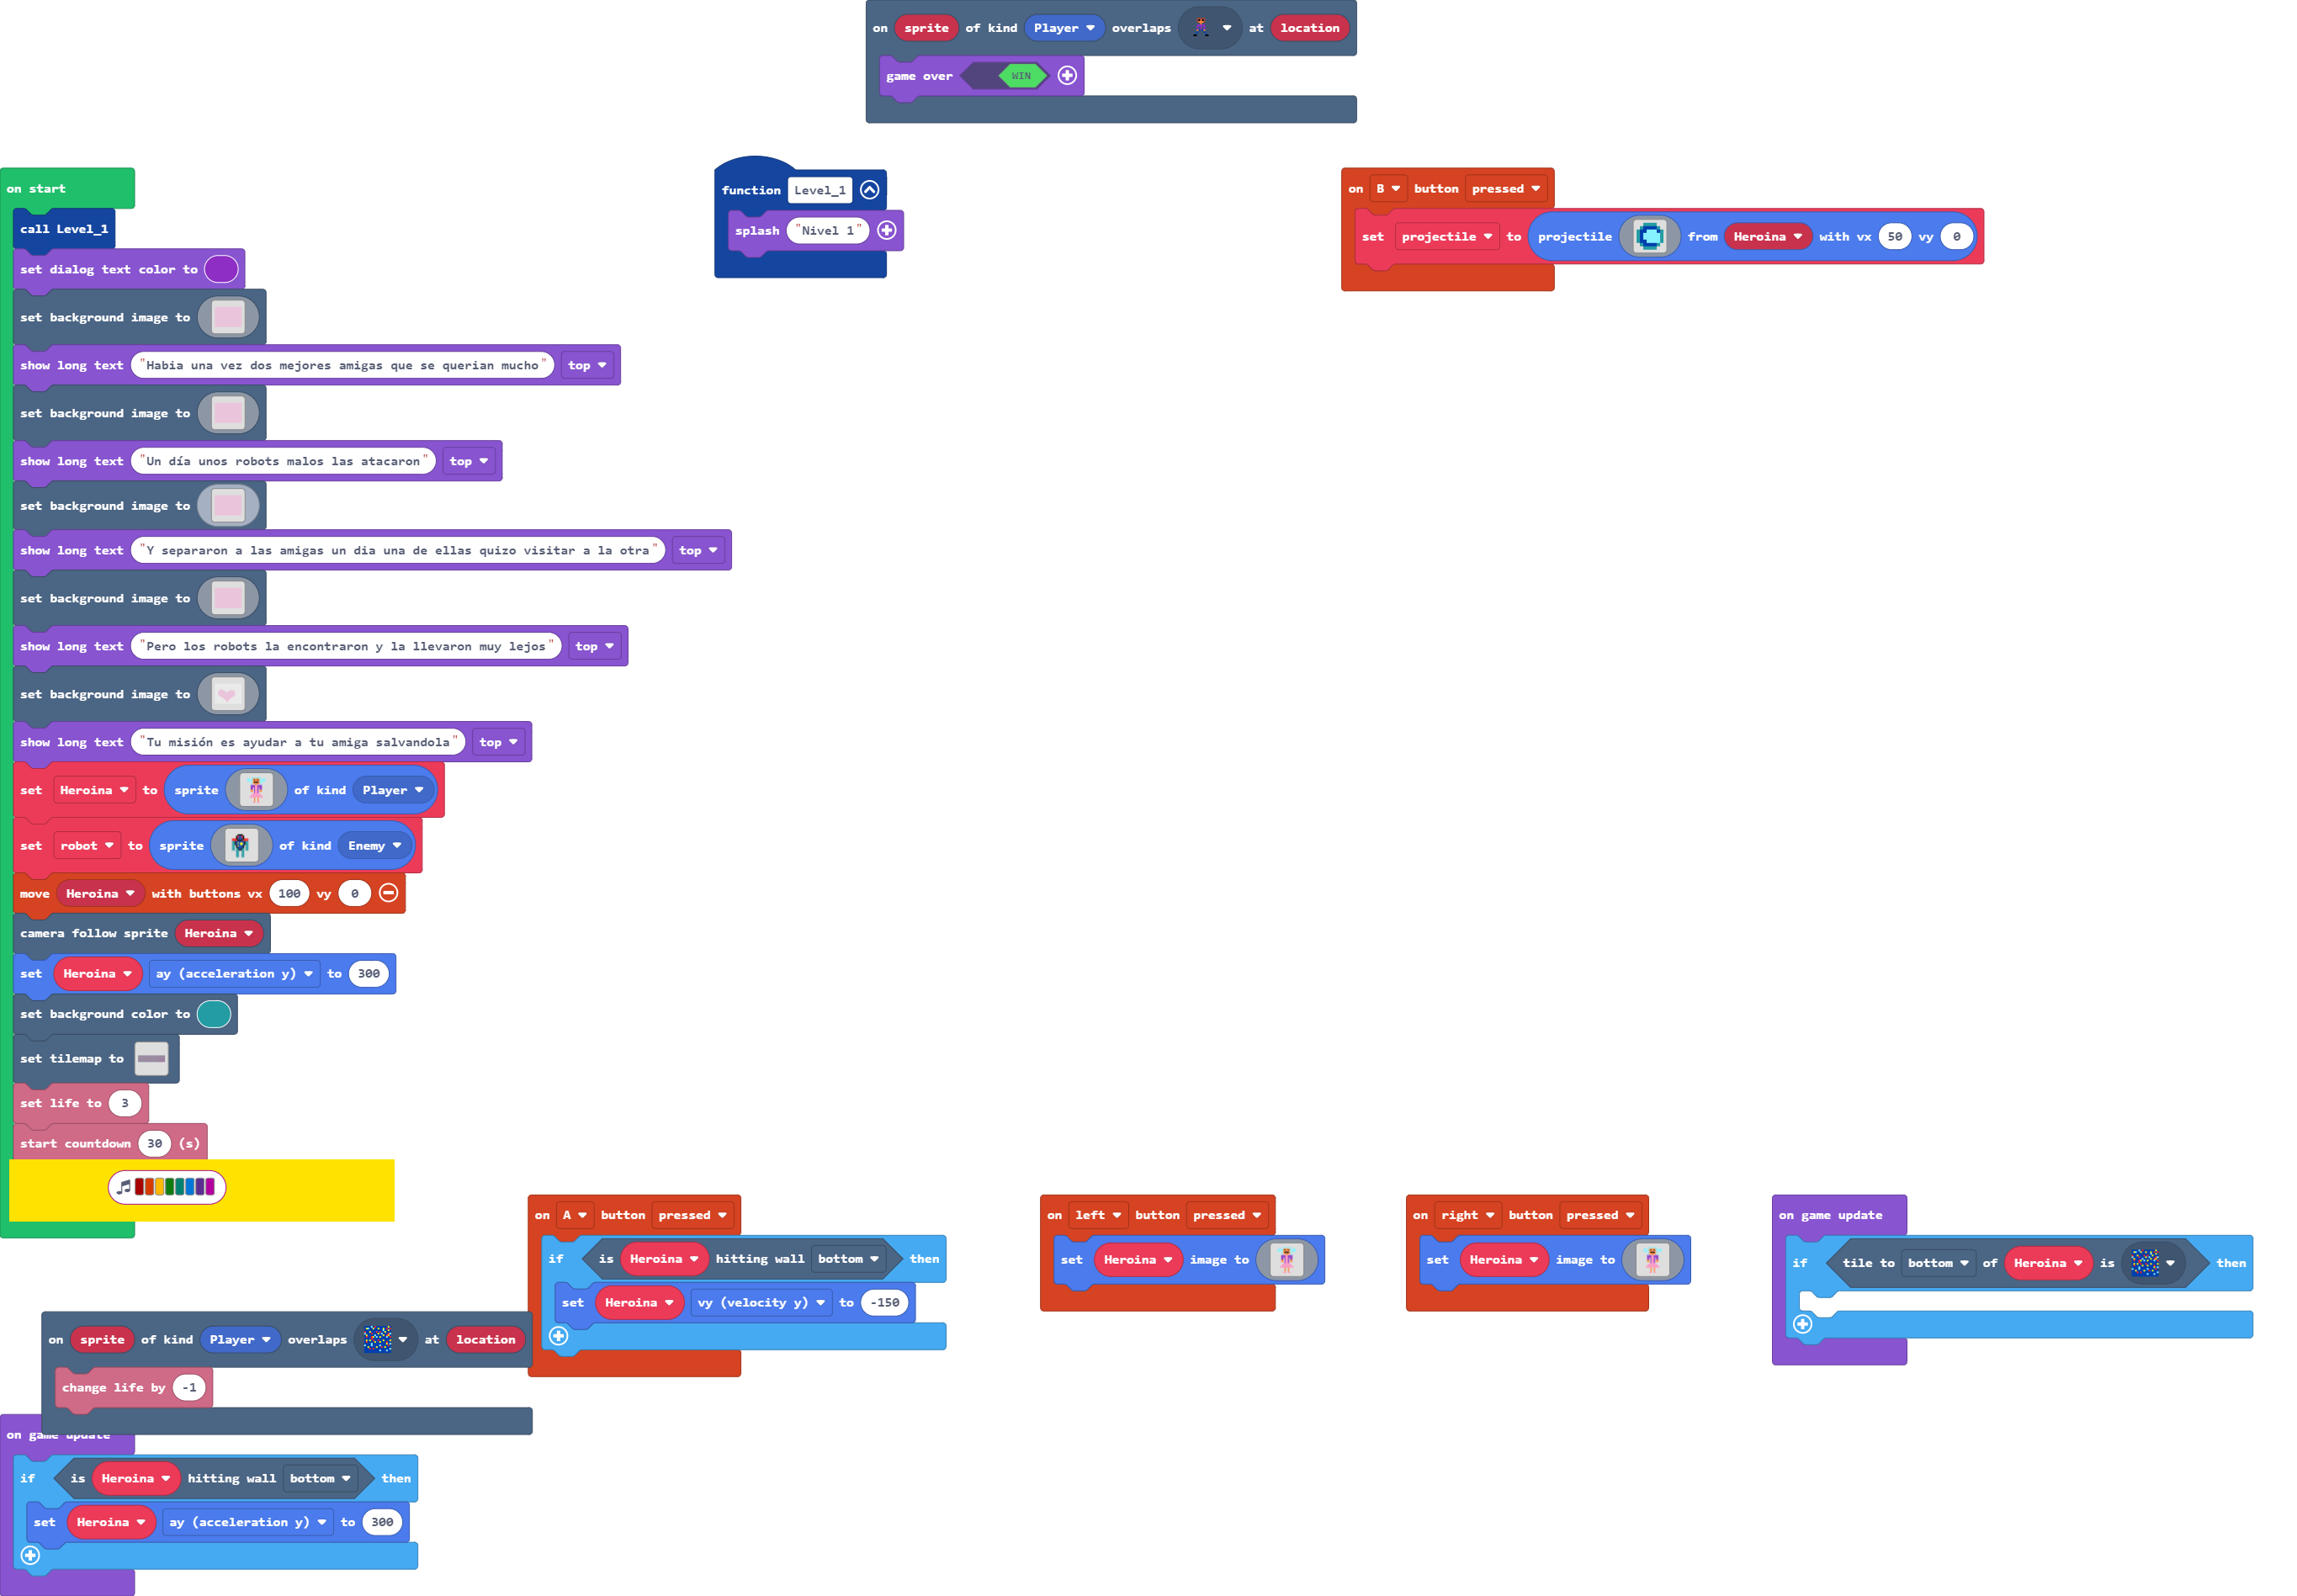 on sprite of kind Player overlaps at location
game over WIN
on start
call Level_1
set dialog text color to
set background image to
show long text "Habia una vez dos mejores amigas que se querian mucho" top
set background image to
show long text "Un día unos robots malos las atacaron" top
set background image to
show long text "Y separaron a las amigas un dia una de ellas quizo visitar a la otra" top
set background image to
show long text "Pero los robots la encontraron y la llevaron muy lejos" top
set background image to
show long text "Tu misión es ayudar a tu amiga salvandola" top
set Heroina to sprite of kind Player
set robot to sprite of kind Enemy
move Heroina with buttons vx 100 vy 0
camera follow sprite Heroina
set Heroina ay (acceleration y) to 300
set background color to
set tilemap to
set life to 3
start countdown 30 (s)
function Level_1
splash "Nivel 1"
on B button pressed
set projectile to projectile from Heroina with vx 50 vy 0
on A button pressed
if is Heroina hitting wall bottom then
set Heroina vy (velocity y) to -150
on left button pressed
set Heroina image to
on right button pressed
set Heroina image to
on game update
if tile to bottom of Heroina is then
on sprite of kind Player overlaps at location
change life by -1
on game update
if is Heroina hitting wall bottom then
set Heroina ay (acceleration y) to 300